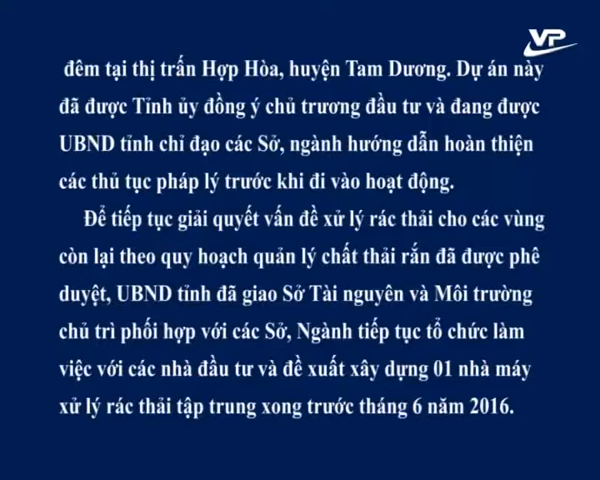 VP
đêm tại thị trấn Hợp Hòa, huyện Tam Dương. Dự án này
đã được Tỉnh ủy đồng ý chủ trương đầu tư và đang được
UBND tỉnh chỉ đạo các Sở, ngành hướng dẫn hoàn thiện
các thủ tục pháp lý trước khi đi vào hoạt động.
Để tiếp tục giải quyết vấn đề xử lý rác thải cho các vùng
còn lại theo quy hoạch quản lý chất thải rắn đã được phê
duyệt, UBND tỉnh đã giao Sở Tài nguyên và Môi trường
chủ trì phối hợp với các Sở, Ngành tiếp tục tổ chức làm
việc với các nhà đầu tư và đề xuất xây dựng 01 nhà máy
xử lý rác thải tập trung xong trước tháng 6 năm 2016.